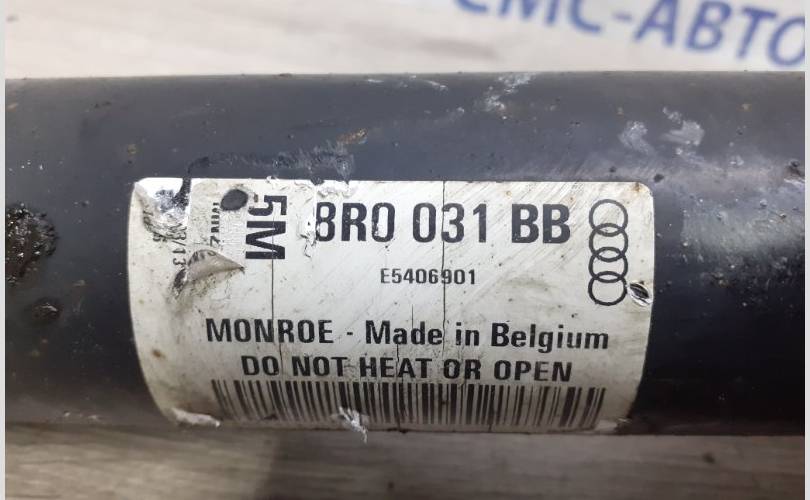 СМС-АВТО
5M
8R0 031 BB
E5406901
MONROE - Made in Belgium
DO NOT HEAT OR OPEN